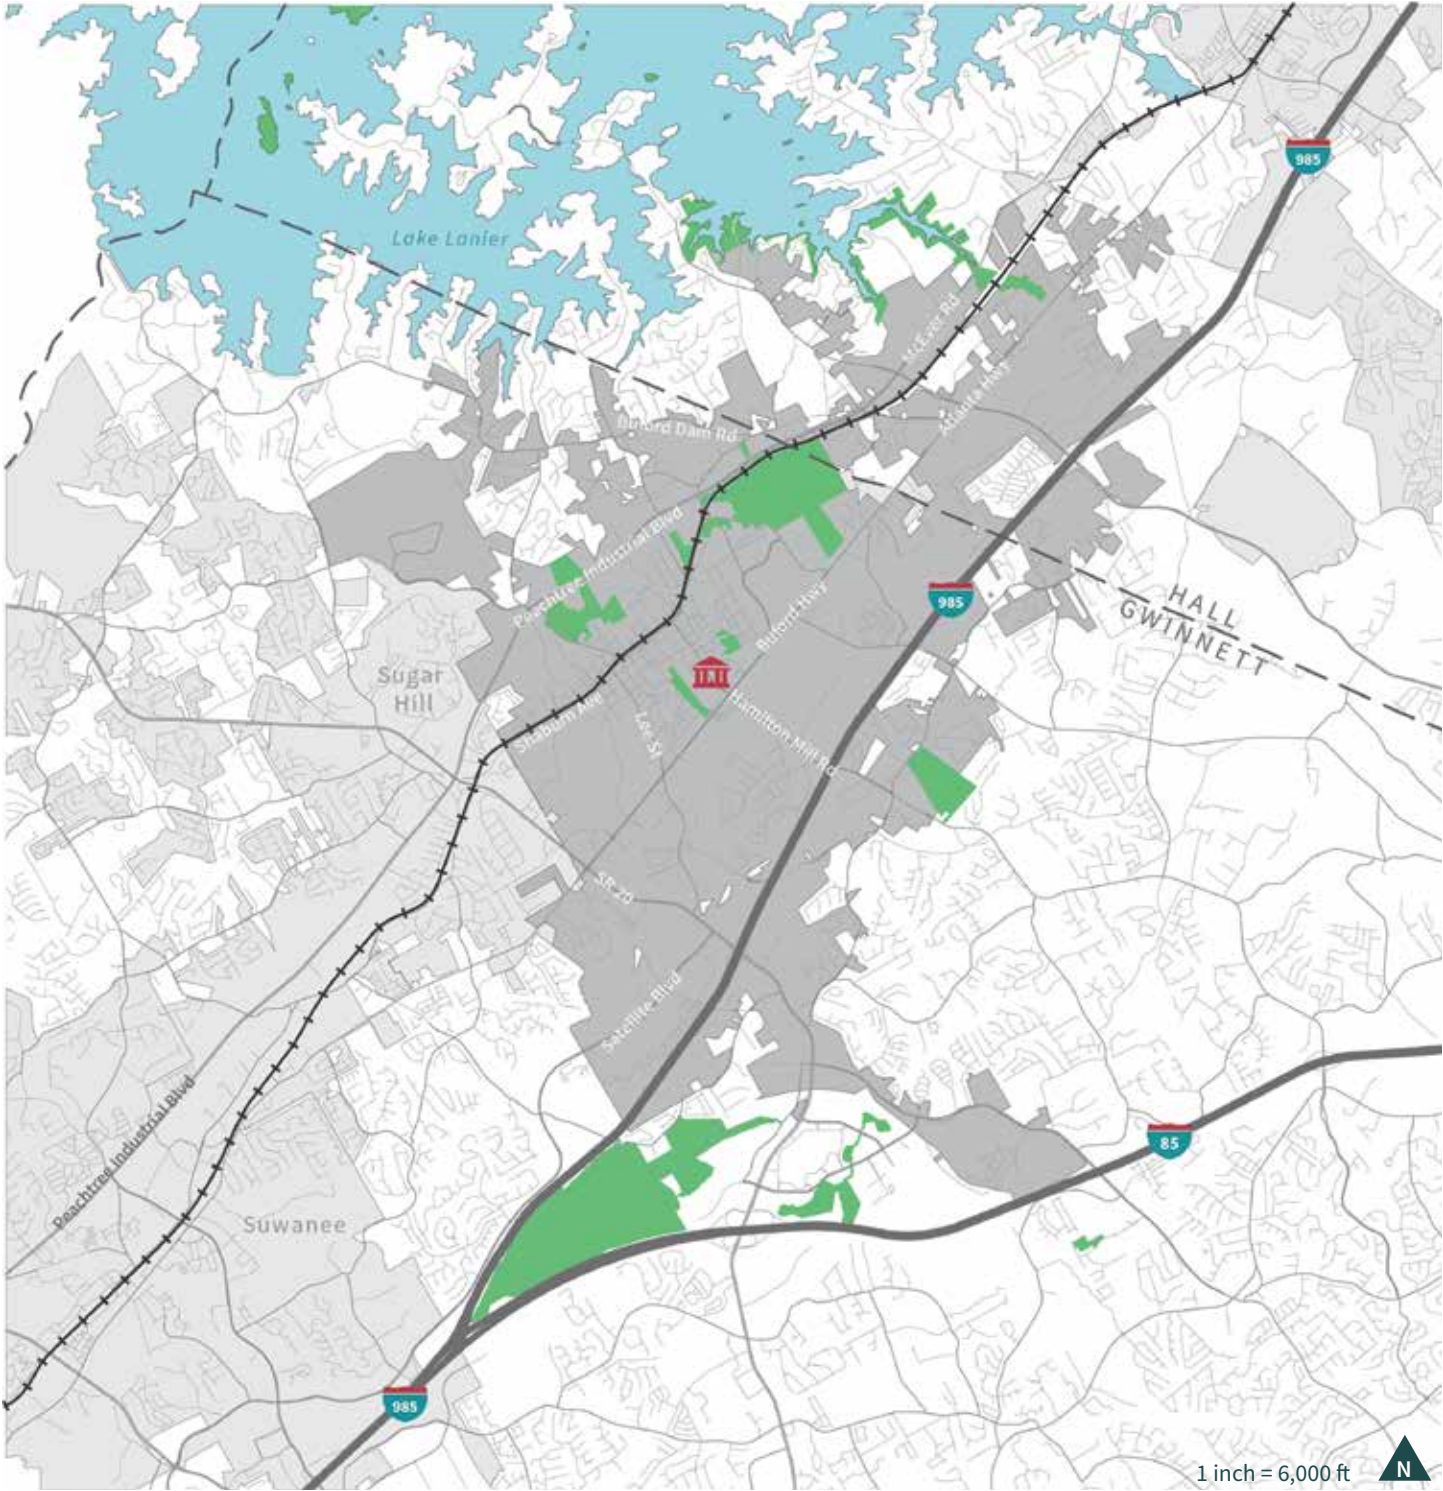 985
Lake Lanier
McEver Rd
Atlanta Hwy
Buford Dam Rd
Peachtree Industrial Blvd
985
HALL
GWINNETT
Buford Hwy
Sugar
Hill
Shadburn Ave
Lee St
Hamilton Mill Rd
SR 20
Satellite Blvd
Peachtree Industrial Blvd
85
Suwanee
985
1 inch = 6,000 ft
N